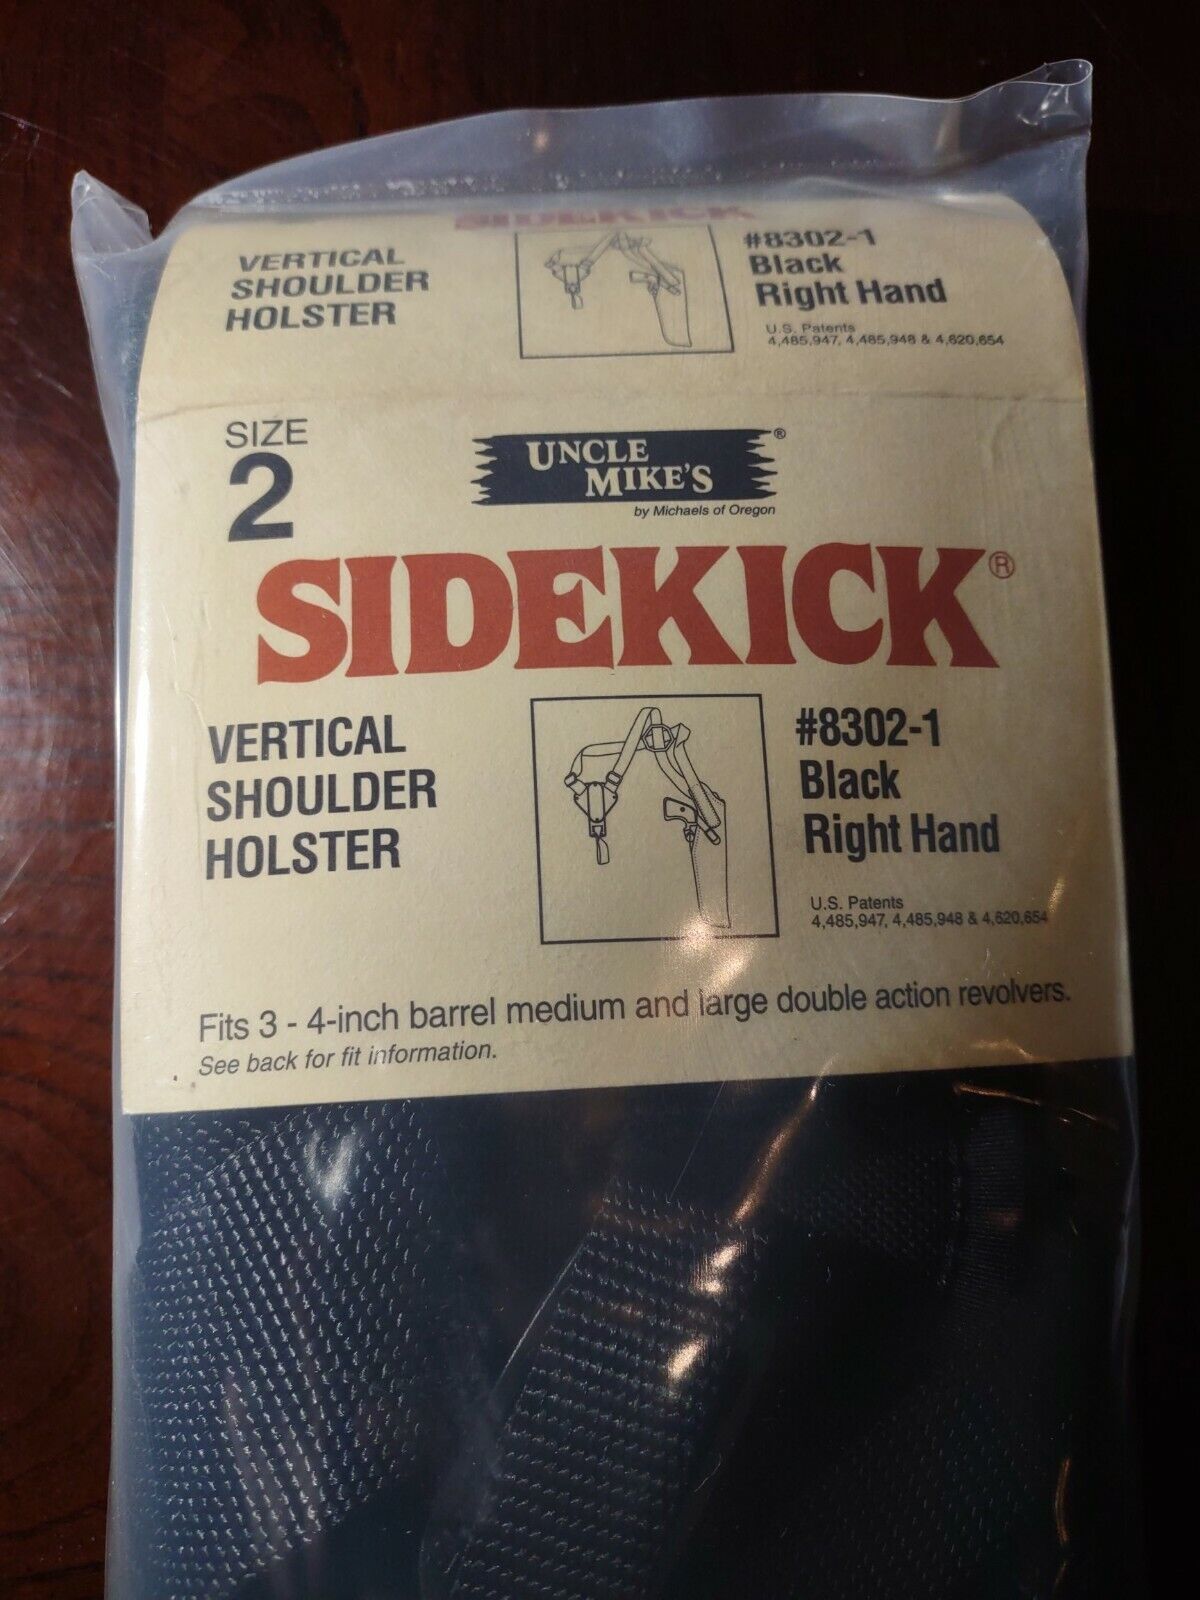 SIDEKICK
VERTICAL
SHOULDER
HOLSTER
#8302-1
Black
Right Hand
U.S. Patents
4,485,947, 4,485,948 & 4,620,654
SIZE
2
UNCLE
MIKE'S
®
by Michaels of Oregon
SIDEKICK®
VERTICAL
SHOULDER
HOLSTER
#8302-1
Black
Right Hand
U.S. Patents
4,485,947, 4,485,948 & 4,620,654
Fits 3 - 4-inch barrel medium and large double action revolvers.
See back for fit information.